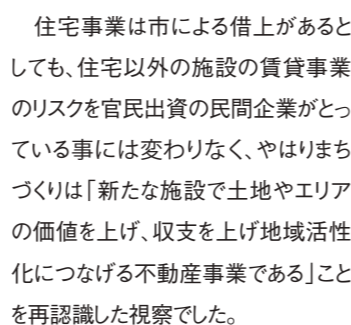 住宅事業は市による借上があると
しても、住宅以外の施設の賃貸事業
のリスクを官民出資の民間企業がとっ
ている事には変わりなく、やはりまち
づくりは「新たな施設で土地やエリア
の価値を上げ、収支を上げ地域活性
化につなげる不動産事業である」こと
を再認識した視察でした。